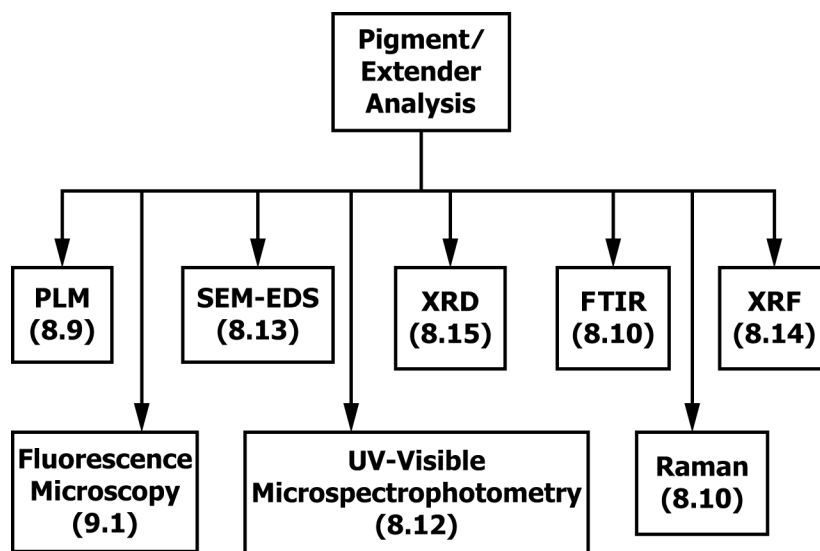 Pigment/
Extender
Analysis
PLM
(8.9)
SEM-EDS
(8.13)
XRD
(8.15)
FTIR
(8.10)
XRF
(8.14)
Fluorescence
Microscopy
(9.1)
UV-Visible
Microspectrophotometry
(8.12)
Raman
(8.10)